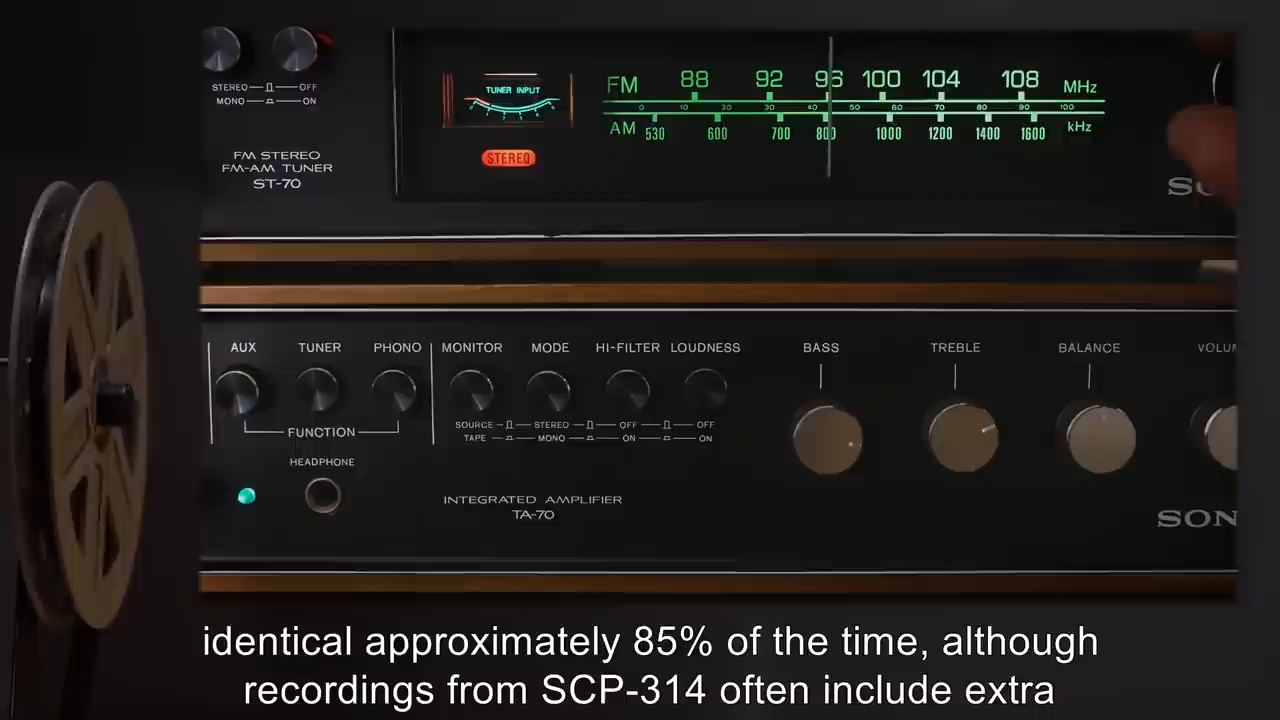 STEREO OFF
MONO ON
FM STEREO
FM-AM TUNER
ST-70
TUNER INPUT
STEREO
FM 88 92 96 100 104 108 MHz
0 10 20 30 40 50 60 70 80 90 100
AM 530 600 700 800 1000 1200 1400 1600 kHz
AUX TUNER PHONO MONITOR MODE HI-FILTER LOUDNESS BASS TREBLE BALANCE
FUNCTION
SOURCE STEREO OFF OFF
TAPE MONO ON ON
HEADPHONE
INTEGRATED AMPLIFIER
TA-70
identical approximately 85% of the time, although
recordings from SCP-314 often include extra